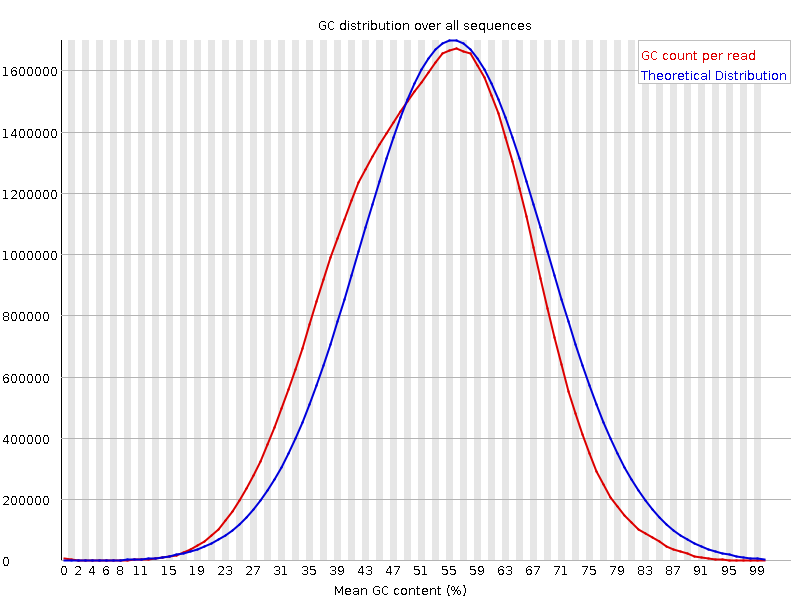 GC distribution over all sequences
GC count per read
Theoretical Distribution
1600000
1400000
1200000
1000000
800000
600000
400000
200000
0
0 2 4 6 8 11 15 19 23 27 31 35 39 43 47 51 55 59 63 67 71 75 79 83 87 91 95 99
Mean GC content (%)